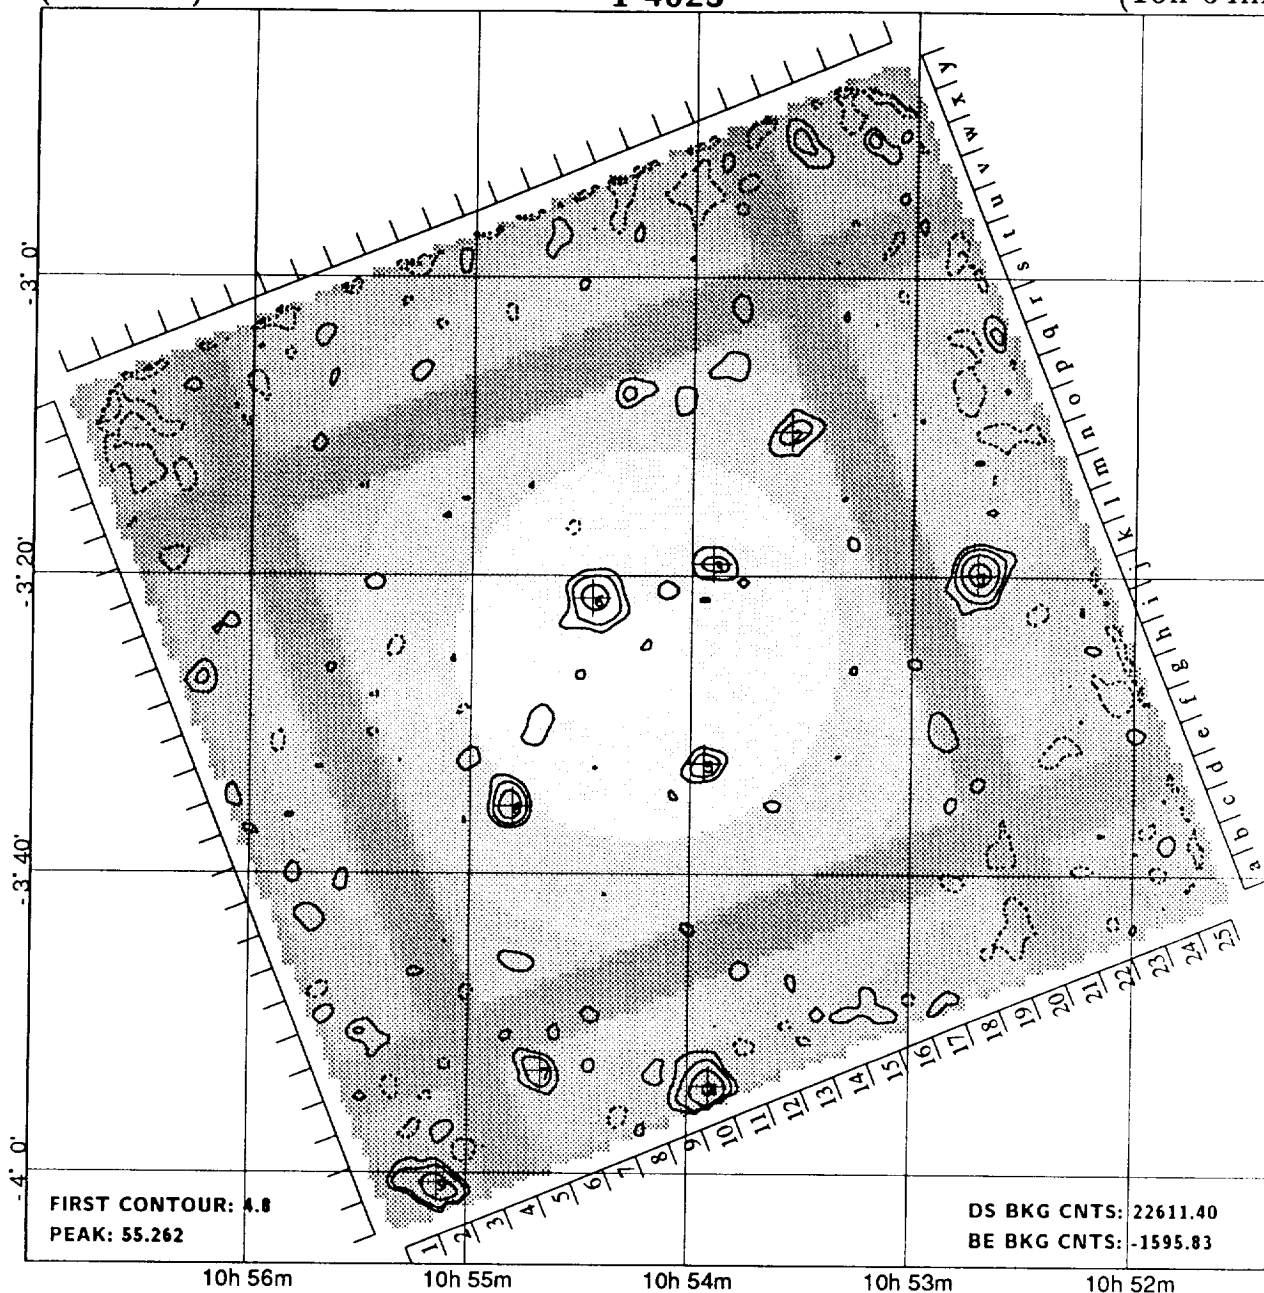 I 4023
y
x
w
v
u
t
s
r
q
p
o
n
m
l
k
j
i
h
g
f
e
d
c
b
a
-3° 0'
-3° 20'
-3° 40'
-4° 0'
FIRST CONTOUR: 4.8
PEAK: 55.262
DS BKG CNTS: 22611.40
BE BKG CNTS: -1595.83
1 2 3 4 5 6 7 8 9 10 11 12 13 14 15 16 17 18 19 20 21 22 23 24 25
10h 56m 10h 55m 10h 54m 10h 53m 10h 52m